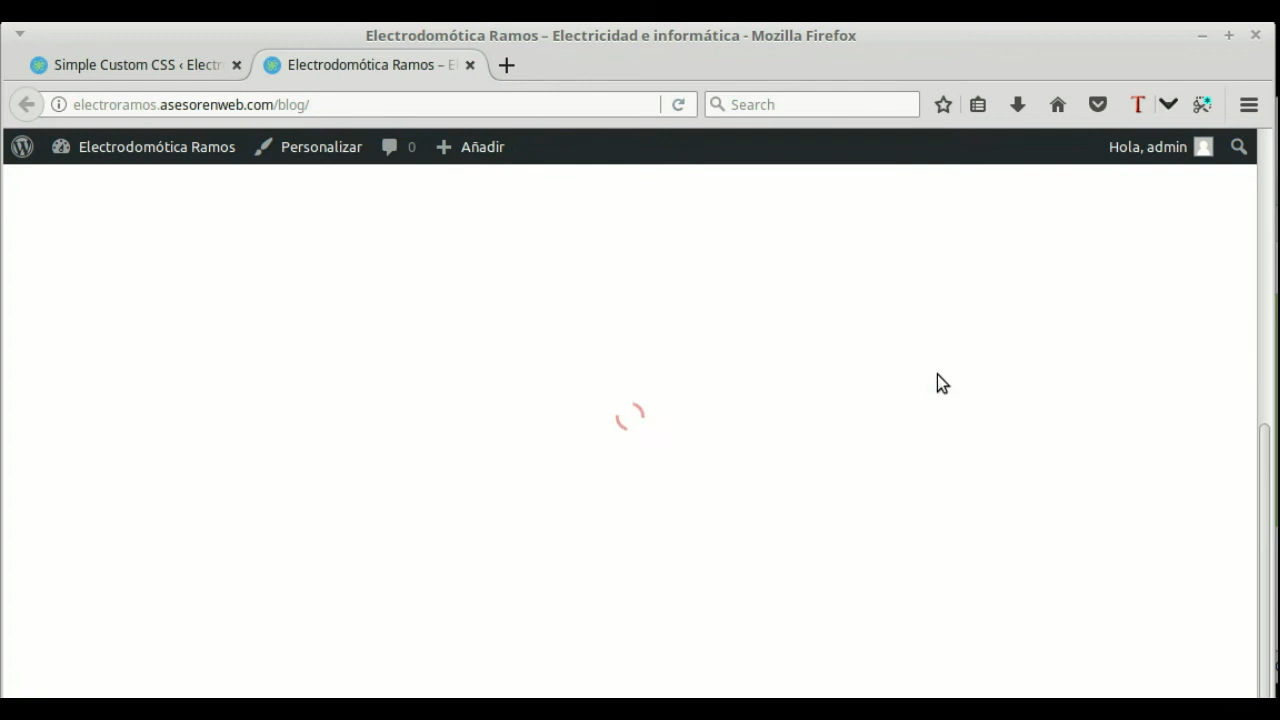 Electrodomótica Ramos – Electricidad e informática - Mozilla Firefox
Simple Custom CSS ‹ Electr
Electrodomótica Ramos – El
electroramos.asesorenweb.com/blog/
Search
Electrodomótica Ramos
Personalizar
0
Añadir
Hola, admin